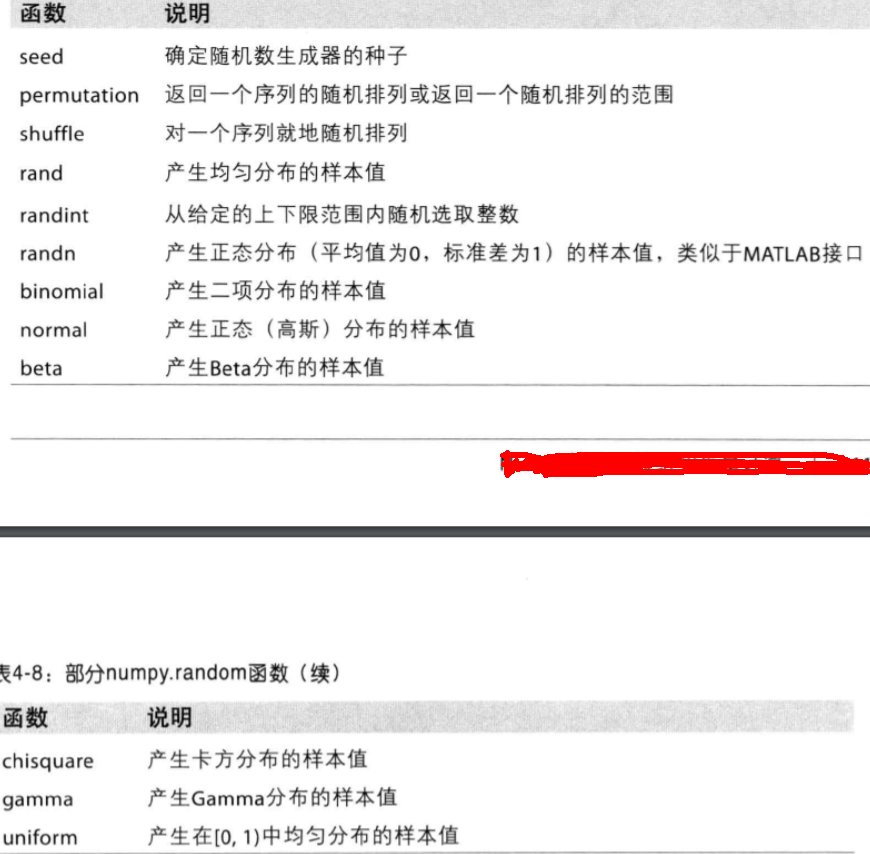 函数 说明
seed 确定随机数生成器的种子
permutation 返回一个序列的随机排列或返回一个随机排列的范围
shuffle 对一个序列就地随机排列
rand 产生均匀分布的样本值
randint 从给定的上下限范围内随机选取整数
randn 产生正态分布（平均值为0，标准差为1）的样本值，类似于MATLAB接口
binomial 产生二项分布的样本值
normal 产生正态（高斯）分布的样本值
beta 产生Beta分布的样本值
表4-8：部分numpy.random函数（续）
函数 说明
chisquare 产生卡方分布的样本值
gamma 产生Gamma分布的样本值
uniform 产生在[0, 1)中均匀分布的样本值